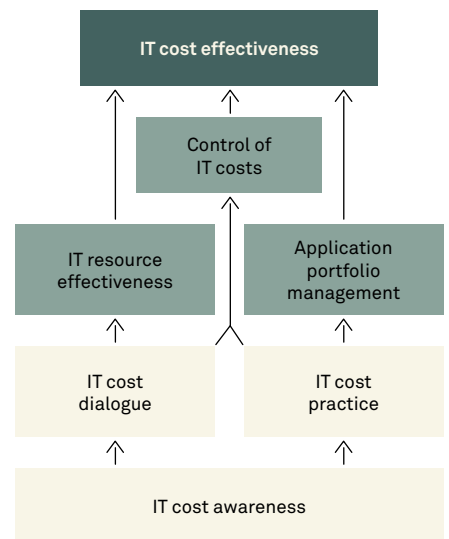 IT cost effectiveness
Control of
IT costs
IT resource
effectiveness
Application
portfolio
management
IT cost
dialogue
IT cost
practice
IT cost awareness